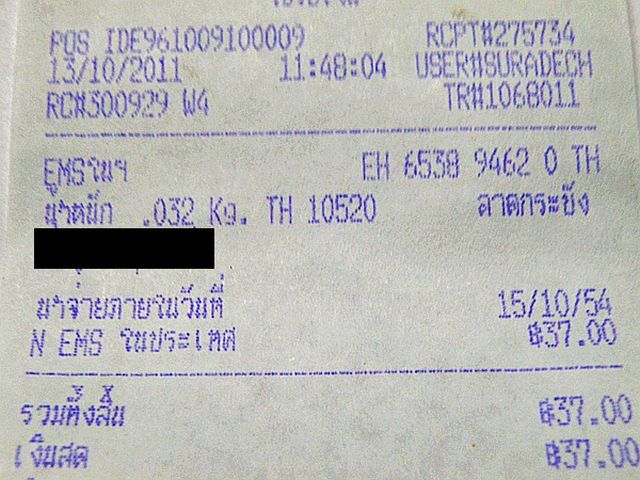 POS IDE961009100009 RCPT#275734
13/10/2011 11:48:04 USER#SURADECH
RC#300929 W4 TR#1068011
EMSในฯ EH 6538 9462 0 TH
น้ำหนัก .032 Kg. TH 10520 ลาดกระบัง
นำจ่ายภายในวันที่ 15/10/54
N EMS ในประเทศ ฿37.00
รวมทั้งสิ้น ฿37.00
เงินสด ฿37.00